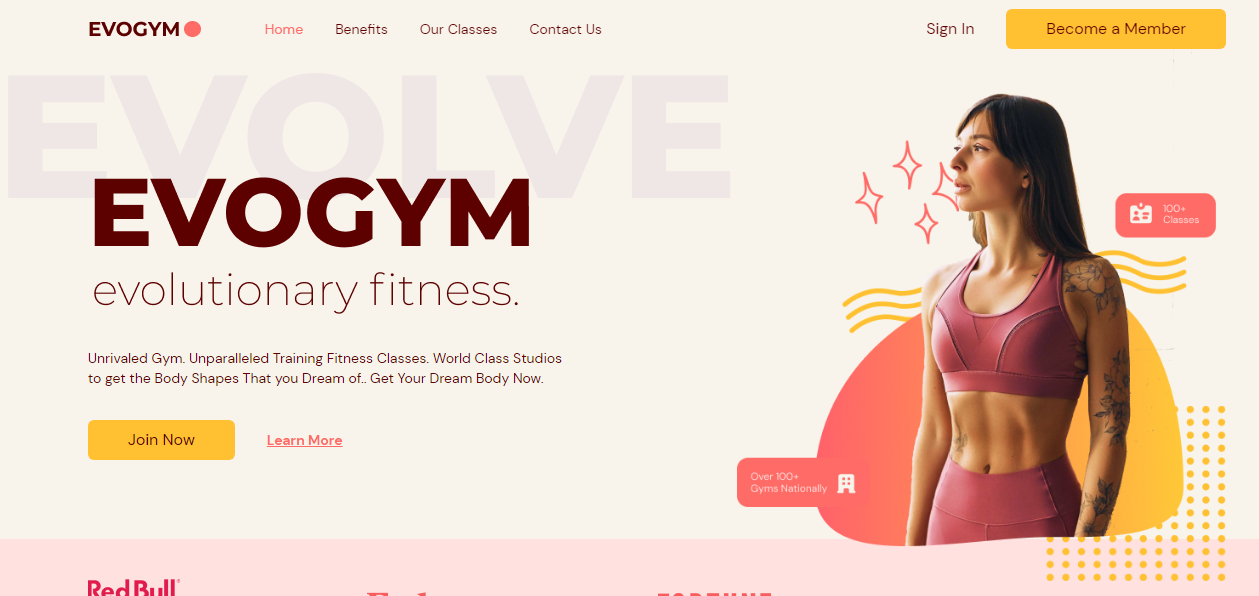 EVOGYM
Home
Benefits
Our Classes
Contact Us
Sign In
Become a Member
EVOLVE
EVOGYM
evolutionary fitness.
100+
Classes
Unrivaled Gym. Unparalleled Training Fitness Classes. World Class Studios
to get the Body Shapes That you Dream of.. Get Your Dream Body Now.
Join Now
Learn More
Over 100+
Gyms Nationally
Red Bull
FORTUNE